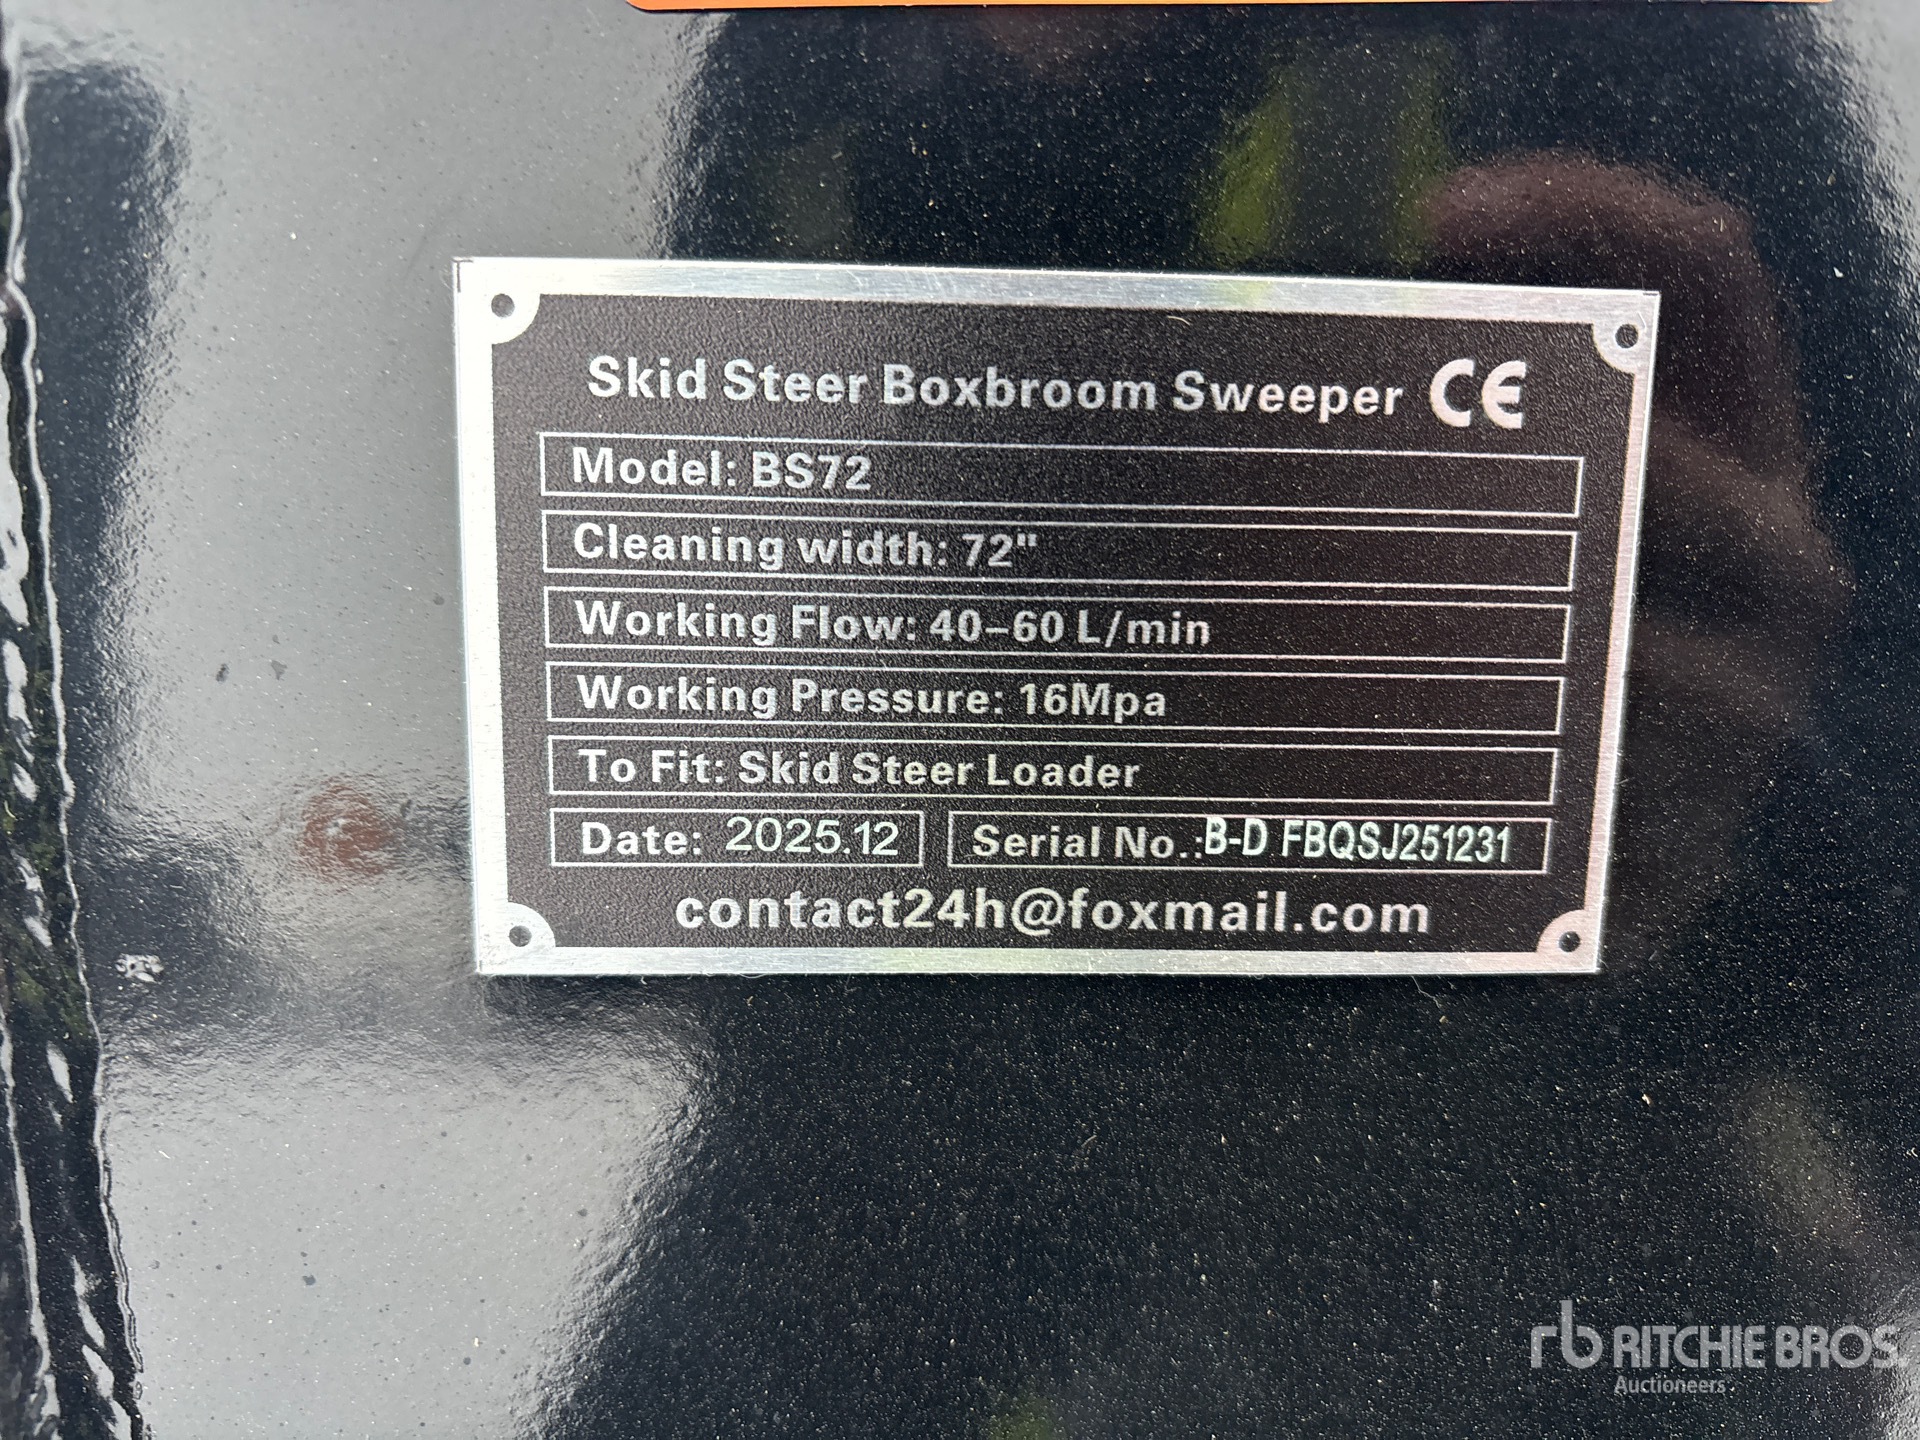 Skid Steer Boxbroom Sweeper CE
Model: BS72
Cleaning width: 72"
Working Flow: 40-60 L/min
Working Pressure: 16Mpa
To Fit: Skid Steer Loader
Date: 2025.12 Serial No.:B-D FBQSJ251231
contact24h@foxmail.com
rb RITCHIE BROS.
Auctioneers